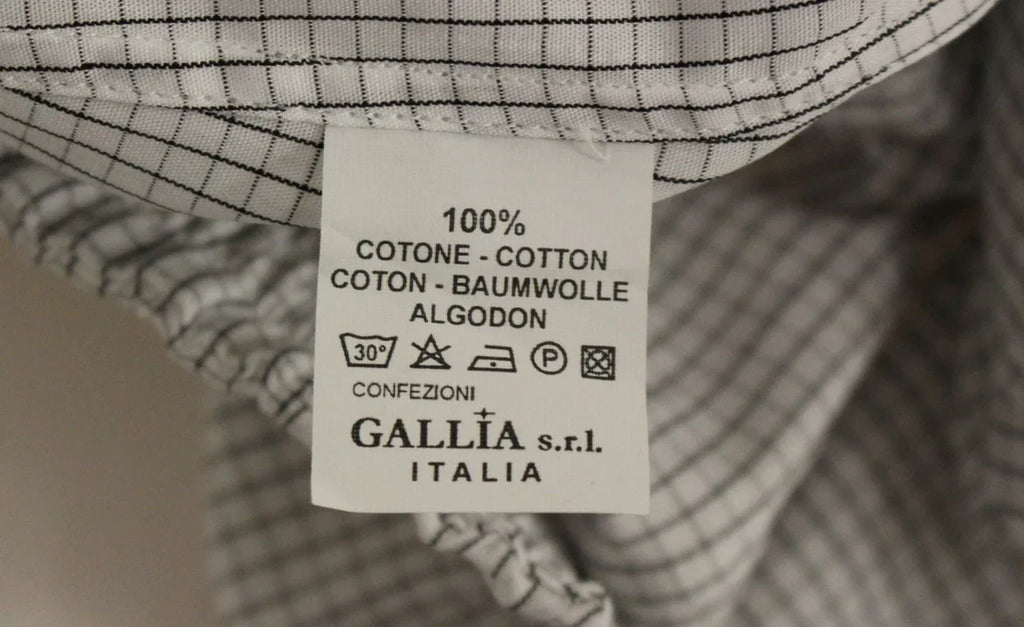 100%
COTONE - COTTON
COTON - BAUMWOLLE
ALGODON
30° P
CONFEZIONI
GALLIA s.r.l.
ITALIA